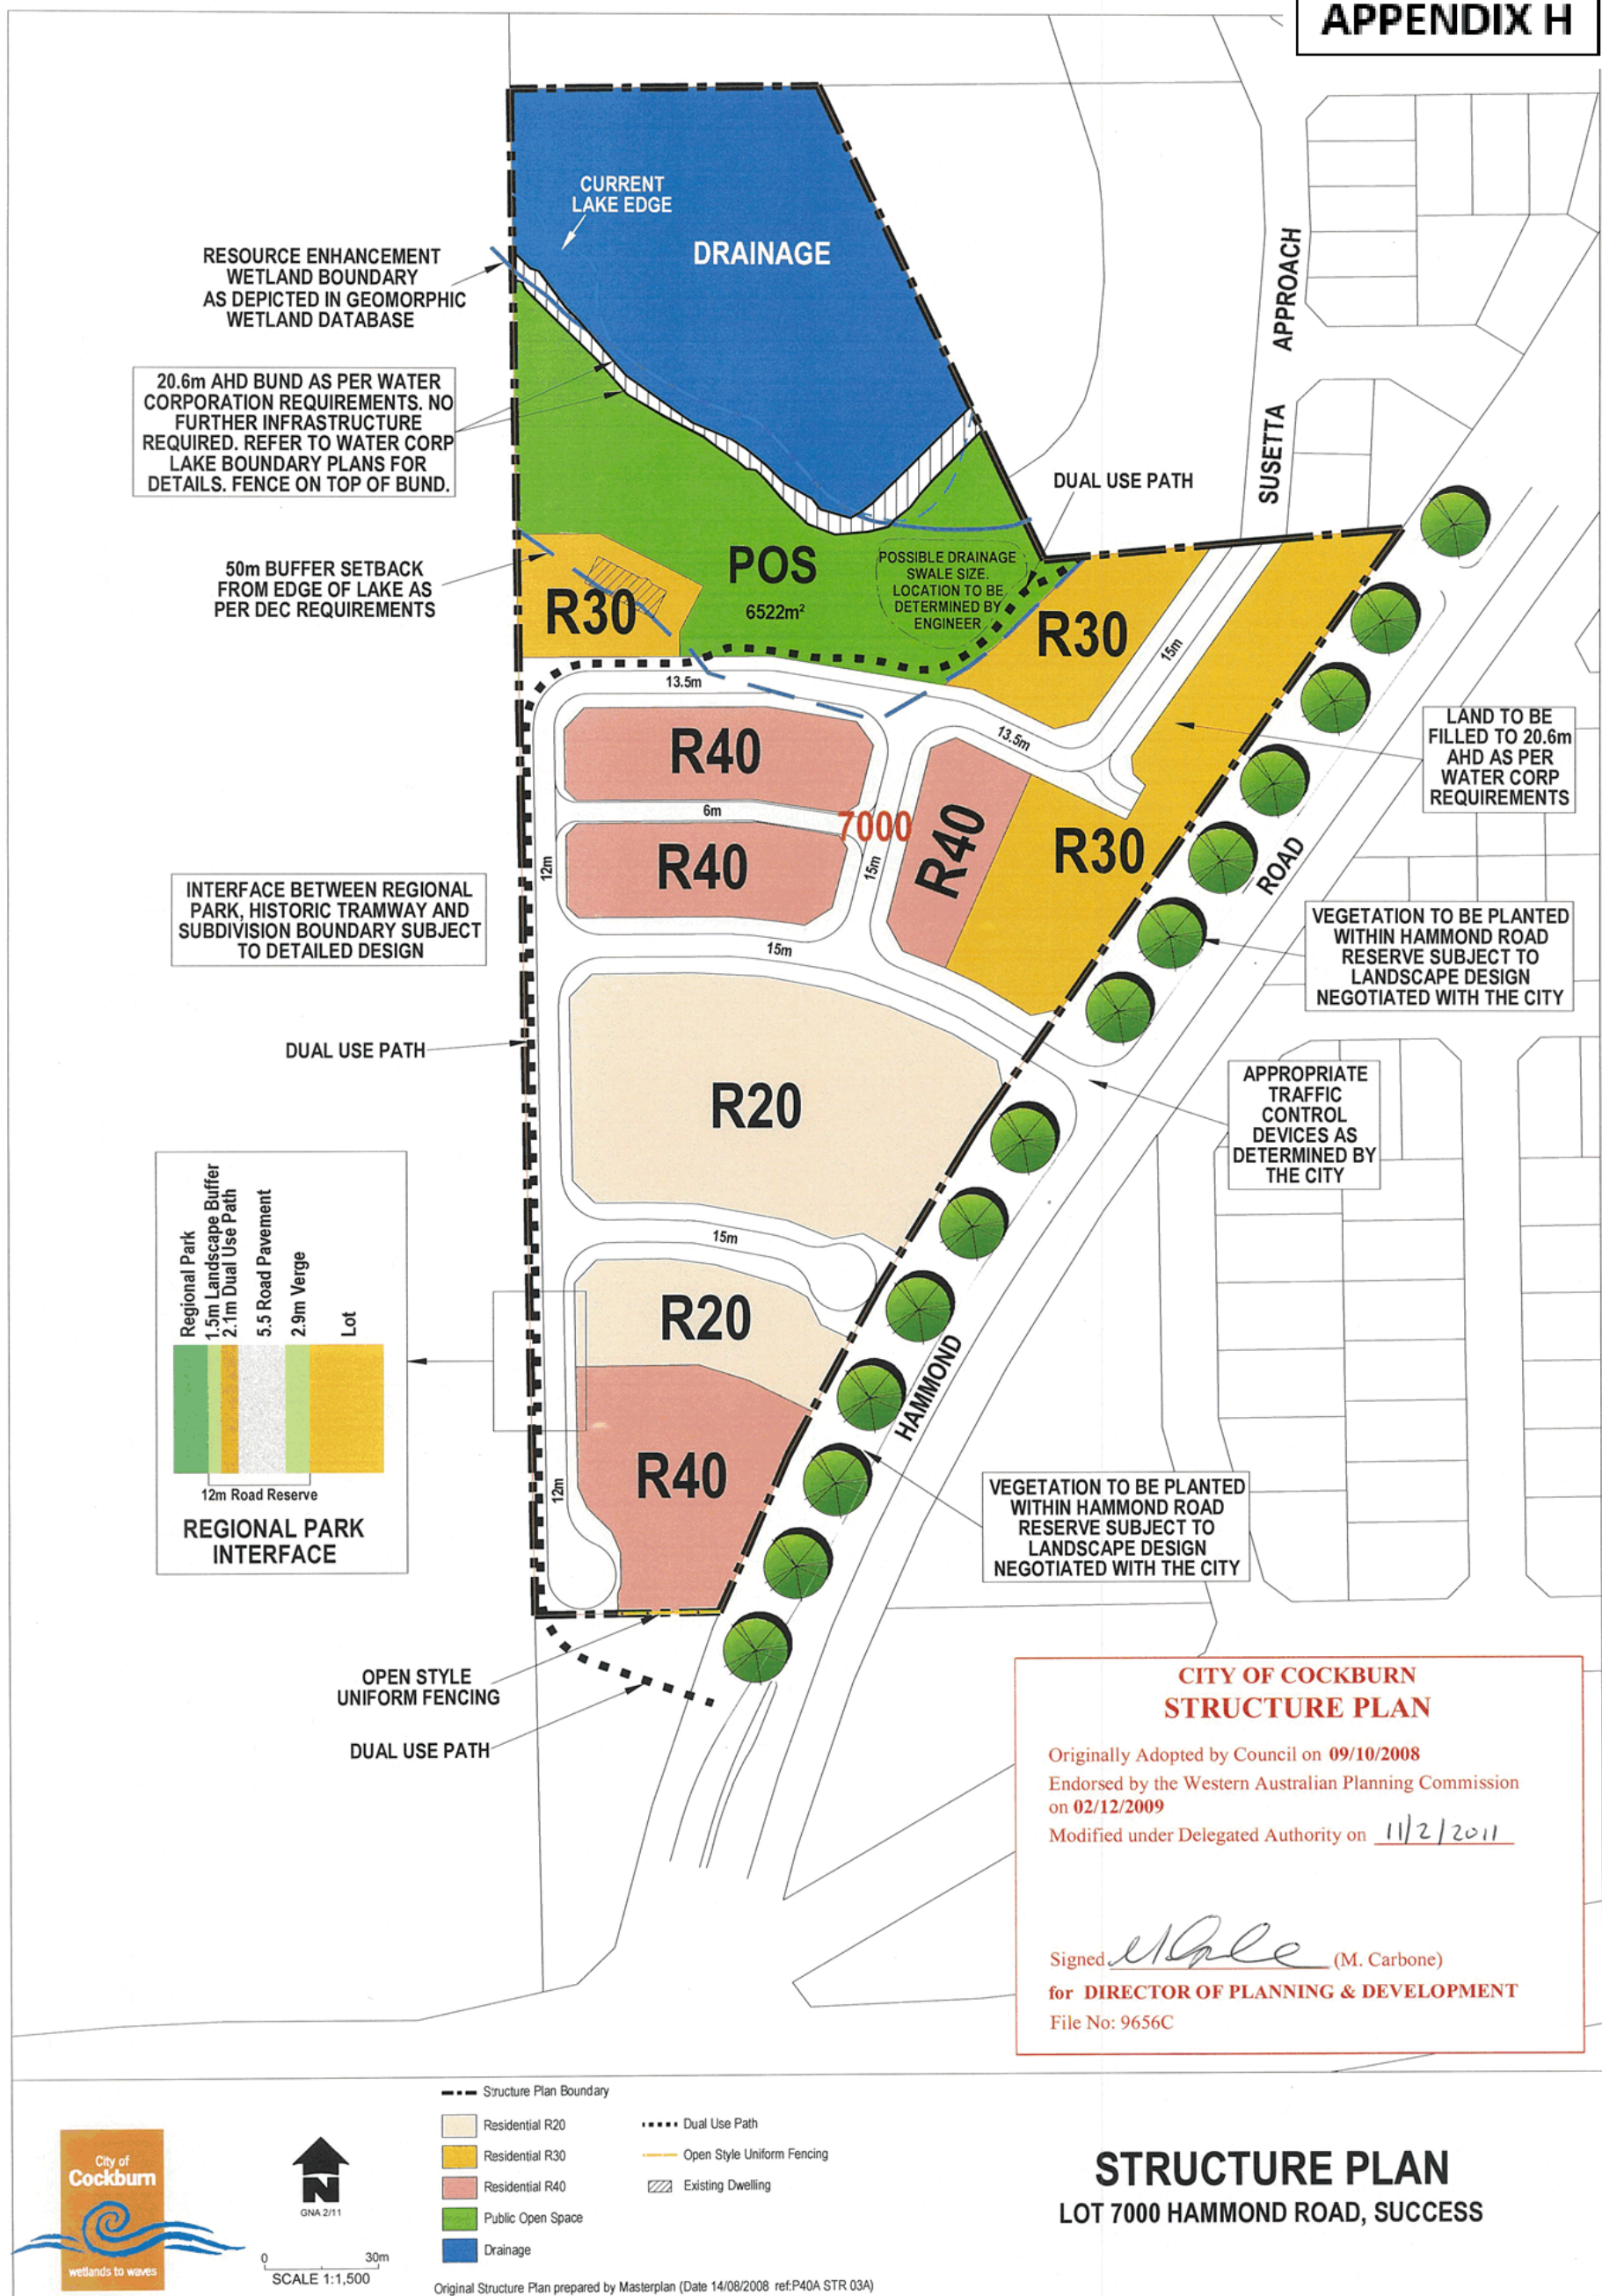 APPENDIX H
CURRENT
LAKE EDGE
DRAINAGE
RESOURCE ENHANCEMENT
WETLAND BOUNDARY
AS DEPICTED IN GEOMORPHIC
WETLAND DATABASE
20.6m AHD BUND AS PER WATER
CORPORATION REQUIREMENTS. NO
FURTHER INFRASTRUCTURE
REQUIRED. REFER TO WATER CORP
LAKE BOUNDARY PLANS FOR
DETAILS. FENCE ON TOP OF BUND.
SUSETTA APPROACH
DUAL USE PATH
50m BUFFER SETBACK
FROM EDGE OF LAKE AS
PER DEC REQUIREMENTS
R30
POS
6522m²
POSSIBLE DRAINAGE
SWALE SIZE.
LOCATION TO BE
DETERMINED BY
ENGINEER
R30
15m
13.5m
13.5m
LAND TO BE
FILLED TO 20.6m
AHD AS PER
WATER CORP
REQUIREMENTS
R40
6m
7000
R40
R40
R30
12m
15m
15m
ROAD
INTERFACE BETWEEN REGIONAL
PARK, HISTORIC TRAMWAY AND
SUBDIVISION BOUNDARY SUBJECT
TO DETAILED DESIGN
VEGETATION TO BE PLANTED
WITHIN HAMMOND ROAD
RESERVE SUBJECT TO
LANDSCAPE DESIGN
NEGOTIATED WITH THE CITY
DUAL USE PATH
R20
APPROPRIATE
TRAFFIC
CONTROL
DEVICES AS
DETERMINED BY
THE CITY
15m
R20
HAMMOND
R40
12m
Regional Park
1.5m Landscape Buffer
2.1m Dual Use Path
5.5 Road Pavement
2.9m Verge
Lot
12m Road Reserve
REGIONAL PARK
INTERFACE
VEGETATION TO BE PLANTED
WITHIN HAMMOND ROAD
RESERVE SUBJECT TO
LANDSCAPE DESIGN
NEGOTIATED WITH THE CITY
OPEN STYLE
UNIFORM FENCING
DUAL USE PATH
CITY OF COCKBURN
STRUCTURE PLAN
Originally Adopted by Council on 09/10/2008
Endorsed by the Western Australian Planning Commission
on 02/12/2009
Modified under Delegated Authority on 11/2/2011
Signed (M. Carbone)
for DIRECTOR OF PLANNING & DEVELOPMENT
File No: 9656C
City of
Cockburn
wetlands to waves
N
GNA 2/11
0 30m
SCALE 1:1,500
Structure Plan Boundary
Residential R20
Residential R30
Residential R40
Public Open Space
Drainage
Dual Use Path
Open Style Uniform Fencing
Existing Dwelling
Original Structure Plan prepared by Masterplan (Date 14/08/2008 ref:P40A STR 03A)
STRUCTURE PLAN
LOT 7000 HAMMOND ROAD, SUCCESS